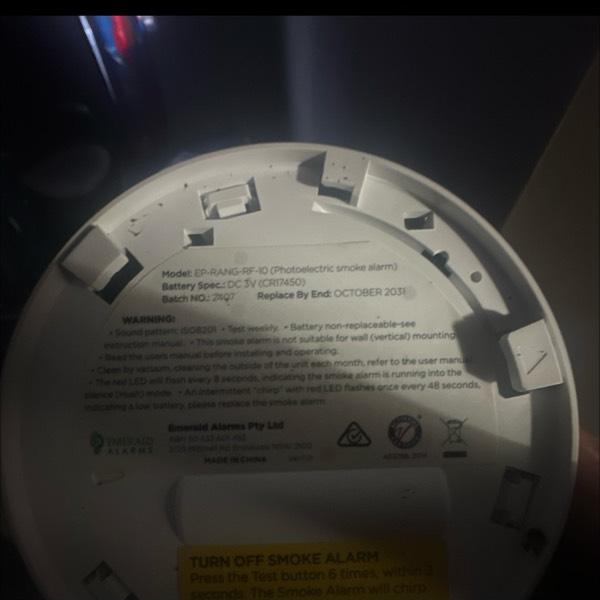 Model: EP-RANG-RF-10 (Photoelectric smoke alarm)
Battery Spec.: DC 3V (CR17450)
Batch NO.: 2407 Replace By End: OCTOBER 2031
WARNING:
• Sound pattern: ISO8201 • Test weekly. • Battery non-replaceable-see
instruction manual. • This smoke alarm is not suitable for wall (vertical) mounting
• Read the users manual before installing and operating.
• Clean by vacuum, cleaning the outside of the unit each month, refer to the user manual
• The red LED will flash every 8 seconds, indicating the smoke alarm is running into the
silence (Hush) mode. • An intermittent "chirp" with red LED flashes once every 48 seconds,
indicating a low battery, please replace the smoke alarm
EMERALD
ALARMS
Emerald Alarms Pty Ltd
MADE IN CHINA
TURN OFF SMOKE ALARM
Press the Test button 6 times, within 3
seconds. The Smoke Alarm will chirp